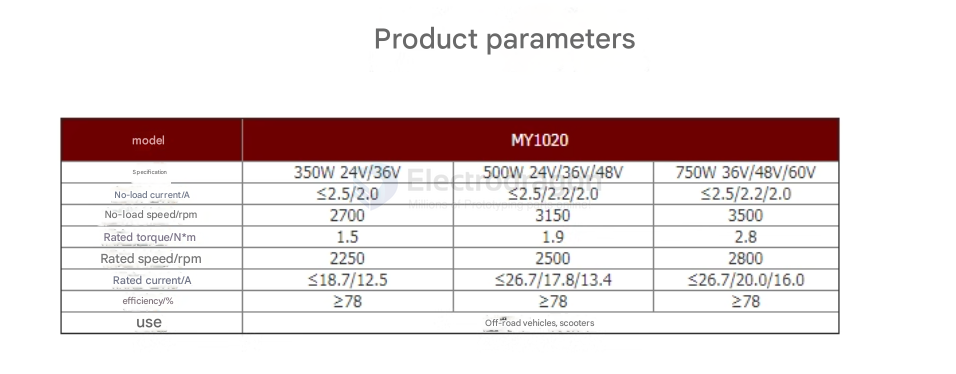 Product parameters
model MY1020
Specification 350W 24V/36V 500W 24V/36V/48V 750W 36V/48V/60V
No-load current/A ≤2.5/2.0 ≤2.5/2.2/2.0 ≤2.5/2.2/2.0
No-load speed/rpm 2700 3150 3500
Rated torque/N*m 1.5 1.9 2.8
Rated speed/rpm 2250 2500 2800
Rated current/A ≤18.7/12.5 ≤26.7/17.8/13.4 ≤26.7/20.0/16.0
efficiency/% ≥78 ≥78 ≥78
use Off-road vehicles, scooters